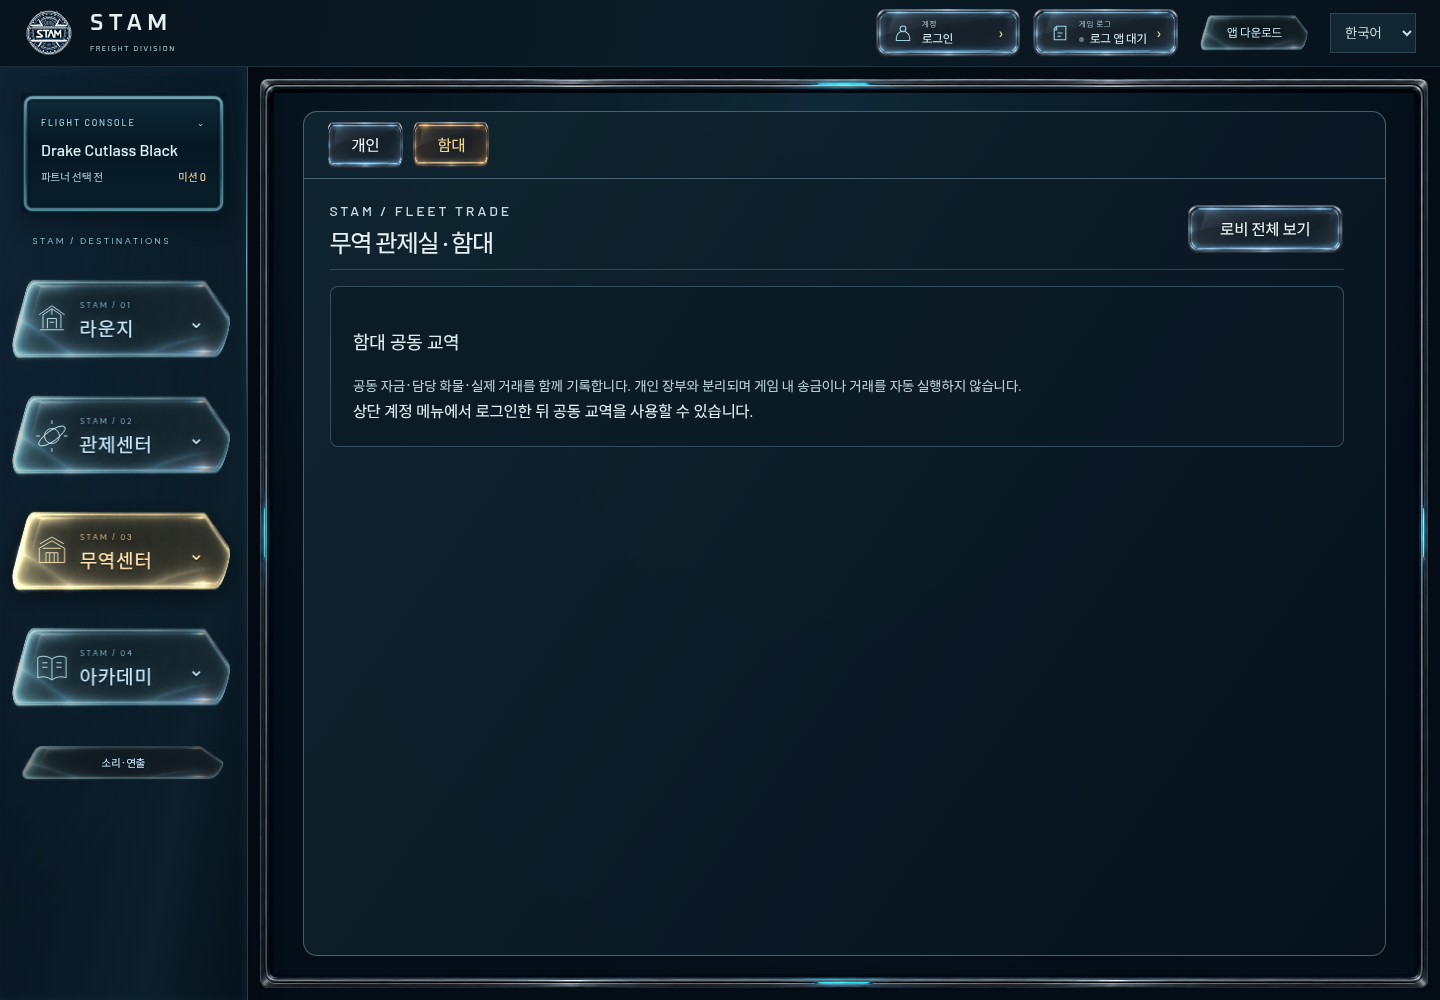 STAM
STAM
FREIGHT DIVISION
계정
로그인
게임 로그
로그 앱 대기
앱 다운로드
한국어
FLIGHT CONSOLE
Drake Cutlass Black
파트너 선택 전
미션 0
STAM / DESTINATIONS
STAM / 01
라운지
STAM / 02
관제센터
STAM / 03
무역센터
STAM / 04
아카데미
소리·연출
개인
함대
STAM / FLEET TRADE
무역 관제실·함대
로비 전체 보기
함대 공동 교역
공동 자금·담당 화물·실제 거래를 함께 기록합니다. 개인 장부와 분리되며 게임 내 송금이나 거래를 자동 실행하지 않습니다.
상단 계정 메뉴에서 로그인한 뒤 공동 교역을 사용할 수 있습니다.